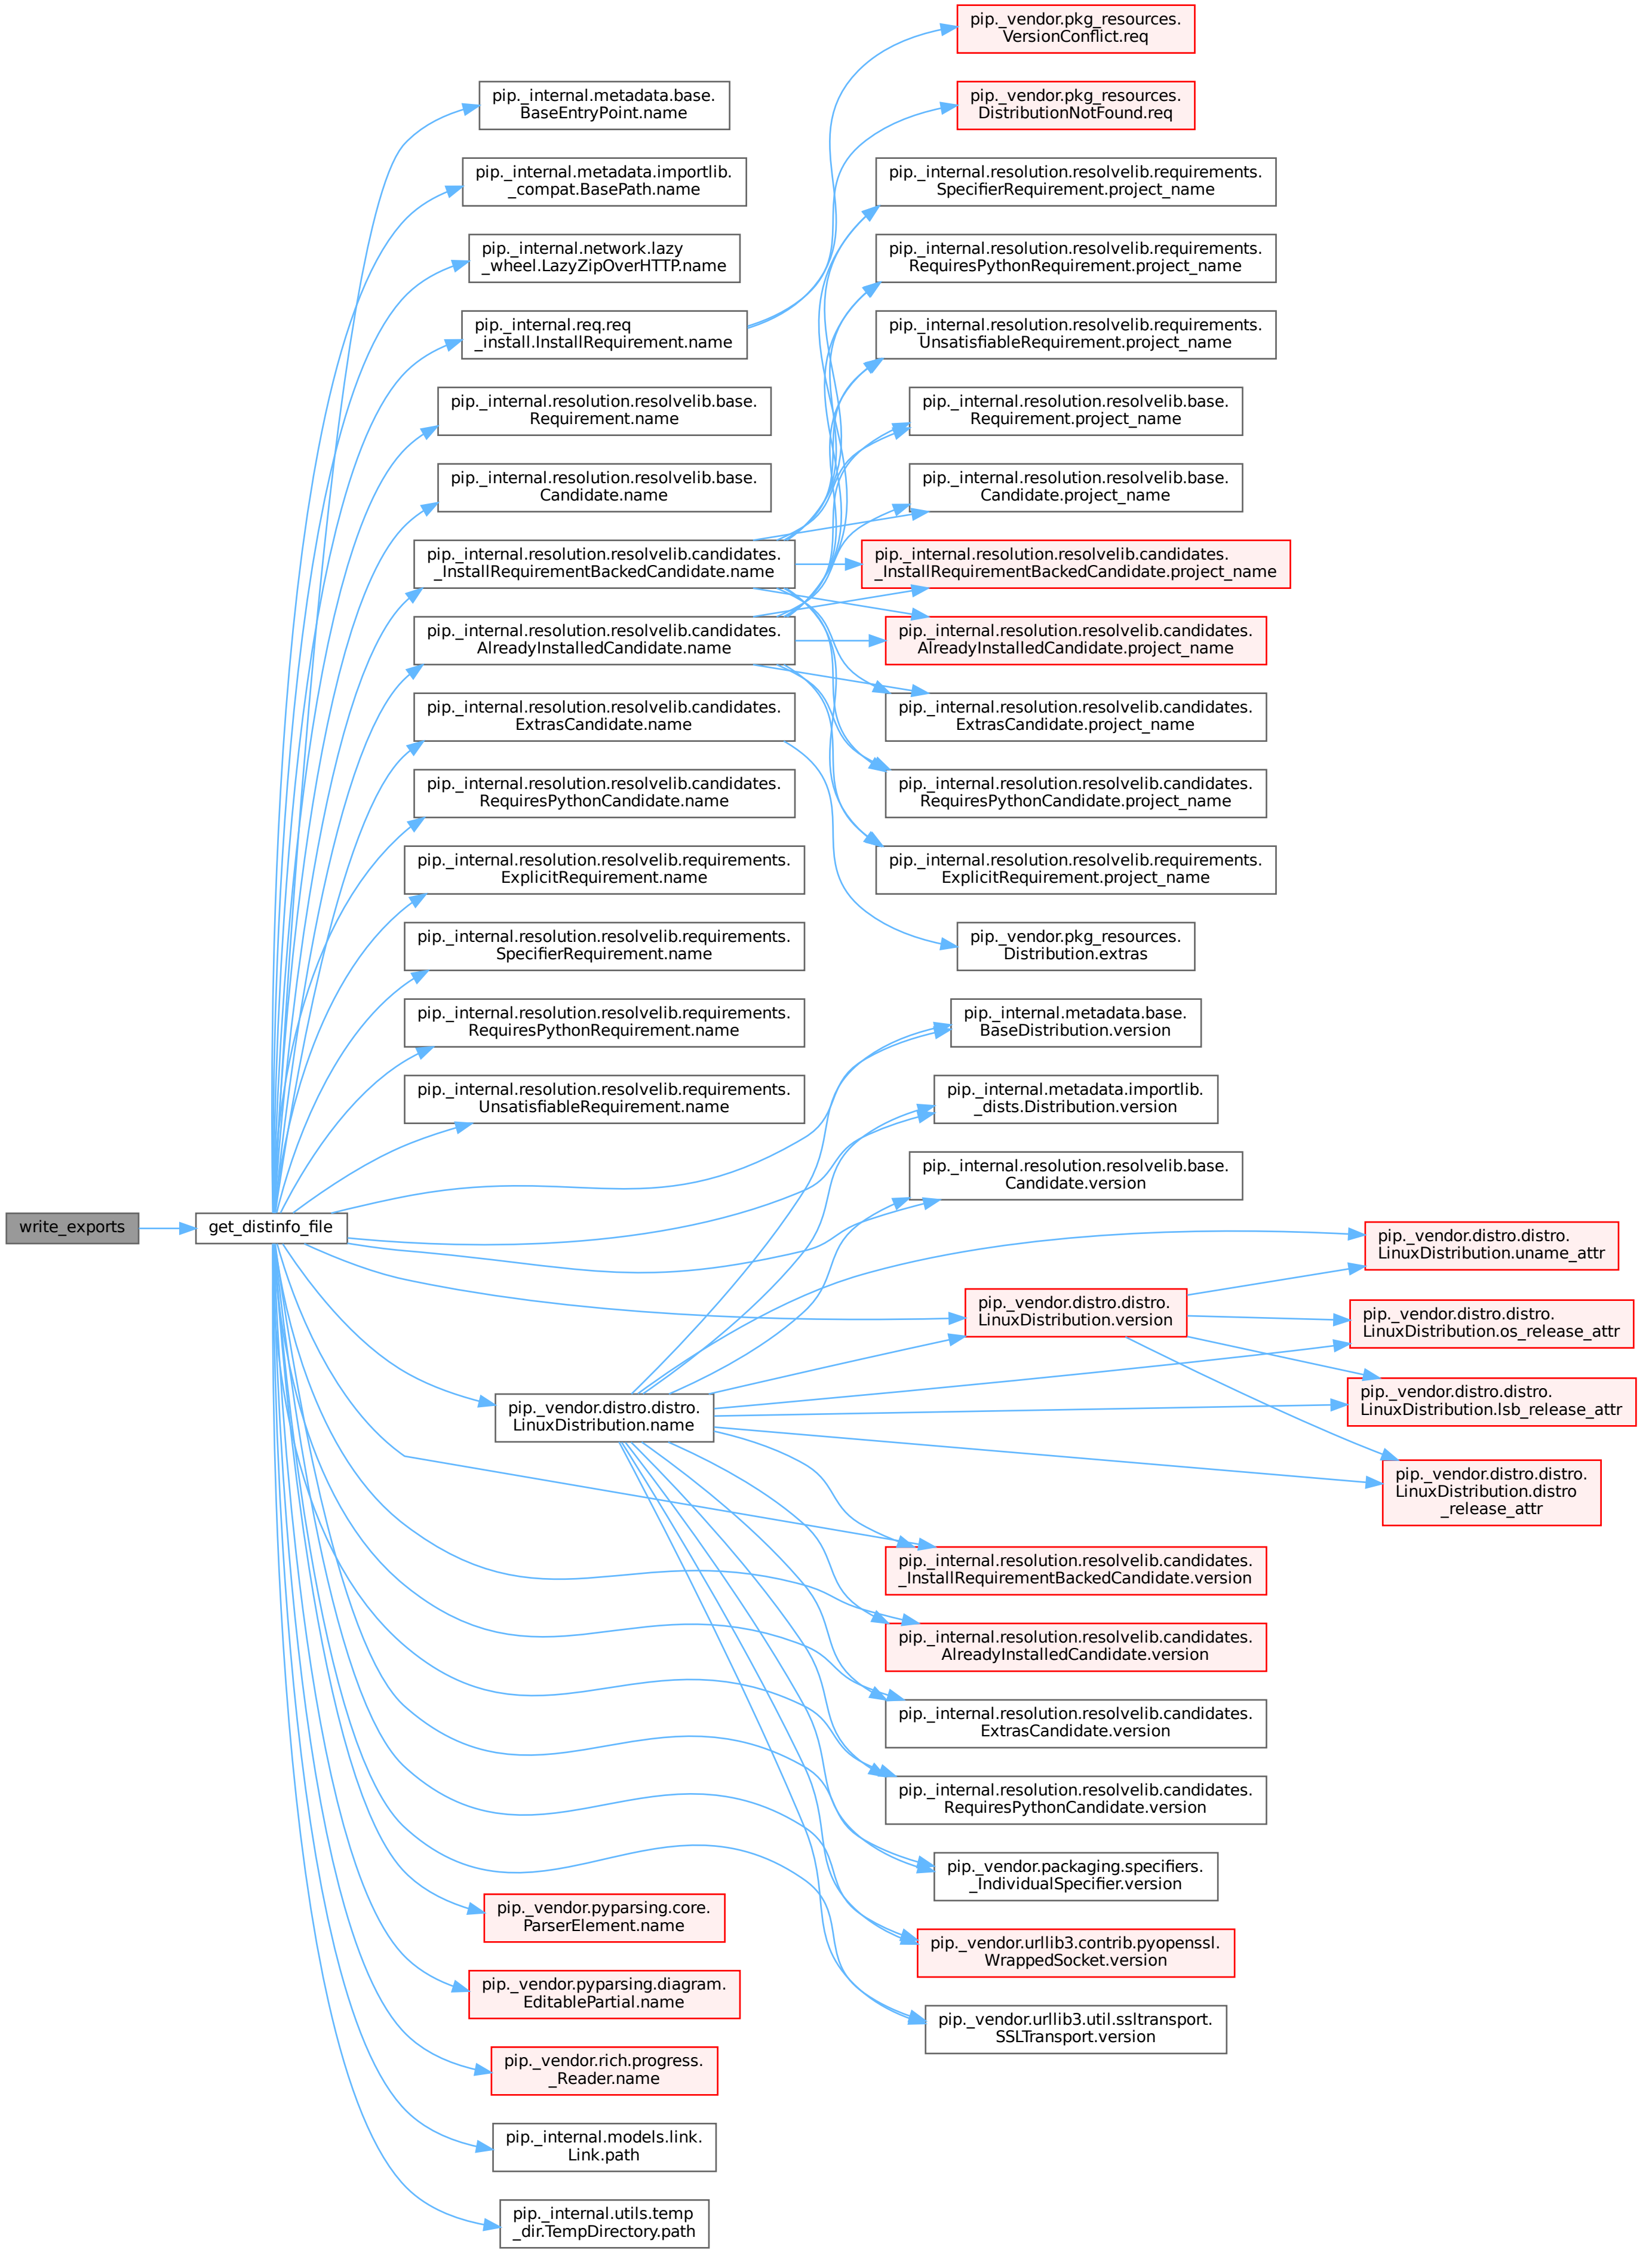 write_exports
get_distinfo_file
pip._internal.metadata.base.
BaseEntryPoint.name
pip._internal.metadata.importlib.
_compat.BasePath.name
pip._internal.network.lazy
_wheel.LazyZipOverHTTP.name
pip._internal.req.req
_install.InstallRequirement.name
pip._internal.resolution.resolvelib.base.
Requirement.name
pip._internal.resolution.resolvelib.base.
Candidate.name
pip._internal.resolution.resolvelib.candidates.
_InstallRequirementBackedCandidate.name
pip._internal.resolution.resolvelib.candidates.
AlreadyInstalledCandidate.name
pip._internal.resolution.resolvelib.candidates.
ExtrasCandidate.name
pip._internal.resolution.resolvelib.candidates.
RequiresPythonCandidate.name
pip._internal.resolution.resolvelib.requirements.
ExplicitRequirement.name
pip._internal.resolution.resolvelib.requirements.
SpecifierRequirement.name
pip._internal.resolution.resolvelib.requirements.
RequiresPythonRequirement.name
pip._internal.resolution.resolvelib.requirements.
UnsatisfiableRequirement.name
pip._vendor.distro.distro.
LinuxDistribution.name
pip._vendor.pyparsing.core.
ParserElement.name
pip._vendor.pyparsing.diagram.
EditablePartial.name
pip._vendor.rich.progress.
_Reader.name
pip._internal.models.link.
Link.path
pip._internal.utils.temp
_dir.TempDirectory.path
pip._vendor.pkg_resources.
VersionConflict.req
pip._vendor.pkg_resources.
DistributionNotFound.req
pip._internal.resolution.resolvelib.requirements.
SpecifierRequirement.project_name
pip._internal.resolution.resolvelib.requirements.
RequiresPythonRequirement.project_name
pip._internal.resolution.resolvelib.requirements.
UnsatisfiableRequirement.project_name
pip._internal.resolution.resolvelib.base.
Requirement.project_name
pip._internal.resolution.resolvelib.base.
Candidate.project_name
pip._internal.resolution.resolvelib.candidates.
_InstallRequirementBackedCandidate.project_name
pip._internal.resolution.resolvelib.candidates.
AlreadyInstalledCandidate.project_name
pip._internal.resolution.resolvelib.candidates.
ExtrasCandidate.project_name
pip._internal.resolution.resolvelib.candidates.
RequiresPythonCandidate.project_name
pip._internal.resolution.resolvelib.requirements.
ExplicitRequirement.project_name
pip._vendor.pkg_resources.
Distribution.extras
pip._internal.metadata.base.
BaseDistribution.version
pip._internal.metadata.importlib.
_dists.Distribution.version
pip._internal.resolution.resolvelib.base.
Candidate.version
pip._vendor.distro.distro.
LinuxDistribution.version
pip._internal.resolution.resolvelib.candidates.
_InstallRequirementBackedCandidate.version
pip._internal.resolution.resolvelib.candidates.
AlreadyInstalledCandidate.version
pip._internal.resolution.resolvelib.candidates.
ExtrasCandidate.version
pip._internal.resolution.resolvelib.candidates.
RequiresPythonCandidate.version
pip._vendor.packaging.specifiers.
_IndividualSpecifier.version
pip._vendor.urllib3.contrib.pyopenssl.
WrappedSocket.version
pip._vendor.urllib3.util.ssltransport.
SSLTransport.version
pip._vendor.distro.distro.
LinuxDistribution.uname_attr
pip._vendor.distro.distro.
LinuxDistribution.os_release_attr
pip._vendor.distro.distro.
LinuxDistribution.lsb_release_attr
pip._vendor.distro.distro.
LinuxDistribution.distro
_release_attr